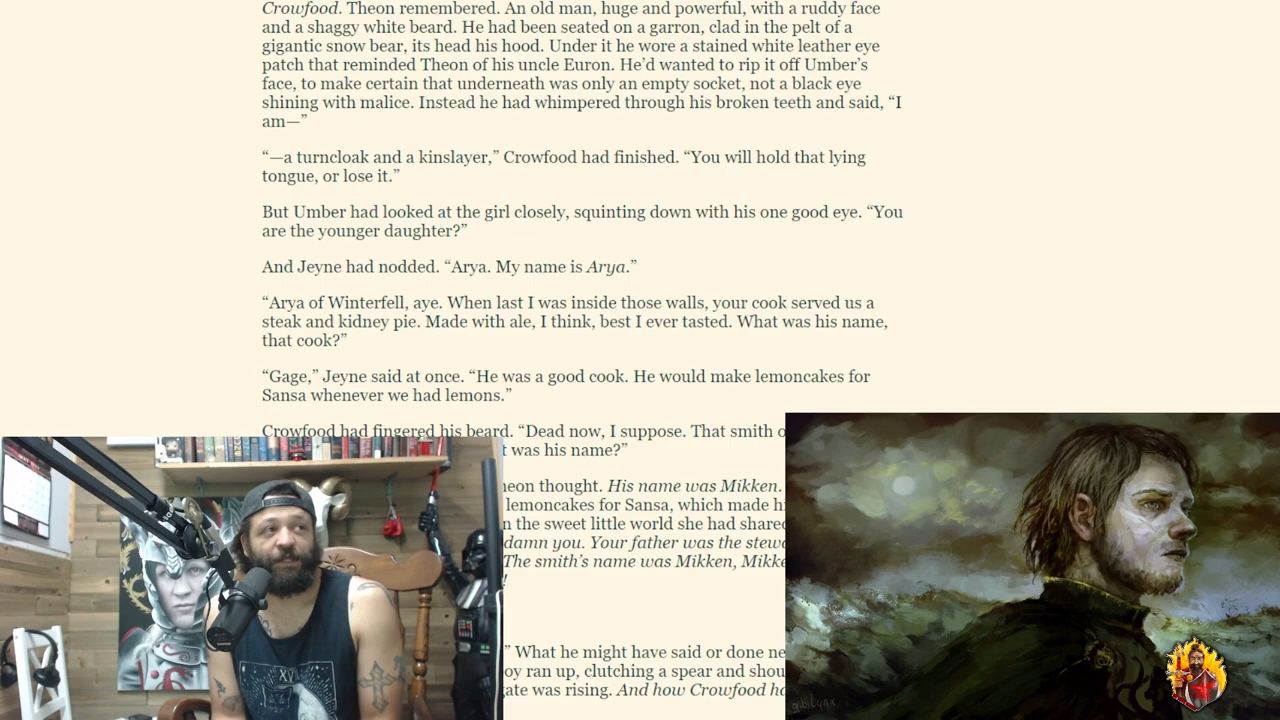 Crowfood. Theon remembered. An old man, huge and powerful, with a ruddy face
and a shaggy white beard. He had been seated on a garron, clad in the pelt of a
gigantic snow bear, its head his hood. Under it he wore a stained white leather eye
patch that reminded Theon of his uncle Euron. He’d wanted to rip it off Umber’s
face, to make certain that underneath was only an empty socket, not a black eye
shining with malice. Instead he had whimpered through his broken teeth and said, “I
am—”
“—a turncloak and a kinslayer,” Crowfood had finished. “You will hold that lying
tongue, or lose it.”
But Umber had looked at the girl closely, squinting down with his one good eye. “You
are the younger daughter?”
And Jeyne had nodded. “Arya. My name is Arya.”
“Arya of Winterfell, aye. When last I was inside those walls, your cook served us a
steak and kidney pie. Made with ale, I think, best I ever tasted. What was his name,
that cook?”
“Gage,” Jeyne said at once. “He was a good cook. He would make lemoncakes for
Sansa whenever we had lemons.”
Crowfood had fingered his beard. “Dead now, I suppose. That smith o
t was his name?”
eon thought. His name was Mikken.
lemoncakes for Sansa, which made hi
n the sweet little world she had shared
damn you. Your father was the stewa
The smith’s name was Mikken, Mikke
!
” What he might have said or done ne
oy ran up, clutching a spear and shou
ate was rising. And how Crowfood ha
XVI